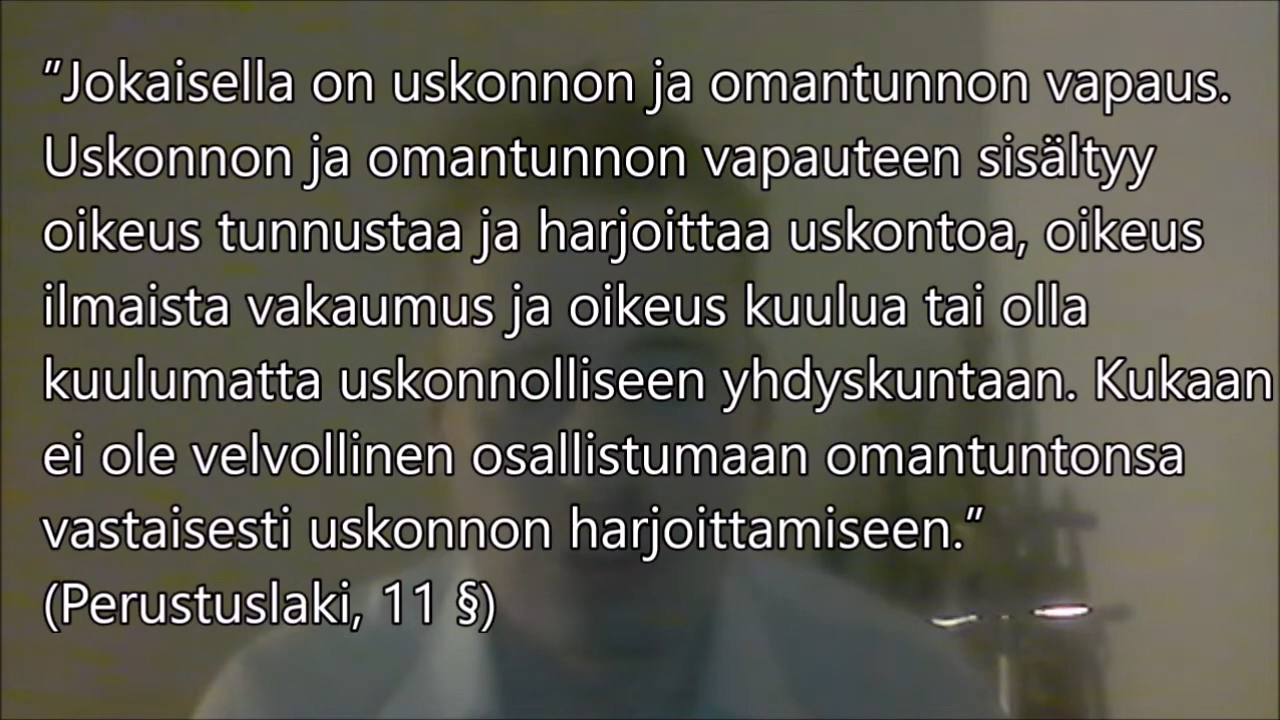 ”Jokaisella on uskonnon ja omantunnon vapaus.
Uskonnon ja omantunnon vapauteen sisältyy
oikeus tunnustaa ja harjoittaa uskontoa, oikeus
ilmaista vakaumus ja oikeus kuulua tai olla
kuulumatta uskonnolliseen yhdyskuntaan. Kukaan
ei ole velvollinen osallistumaan omantuntonsa
vastaisesti uskonnon harjoittamiseen.”
(Perustuslaki, 11 §)